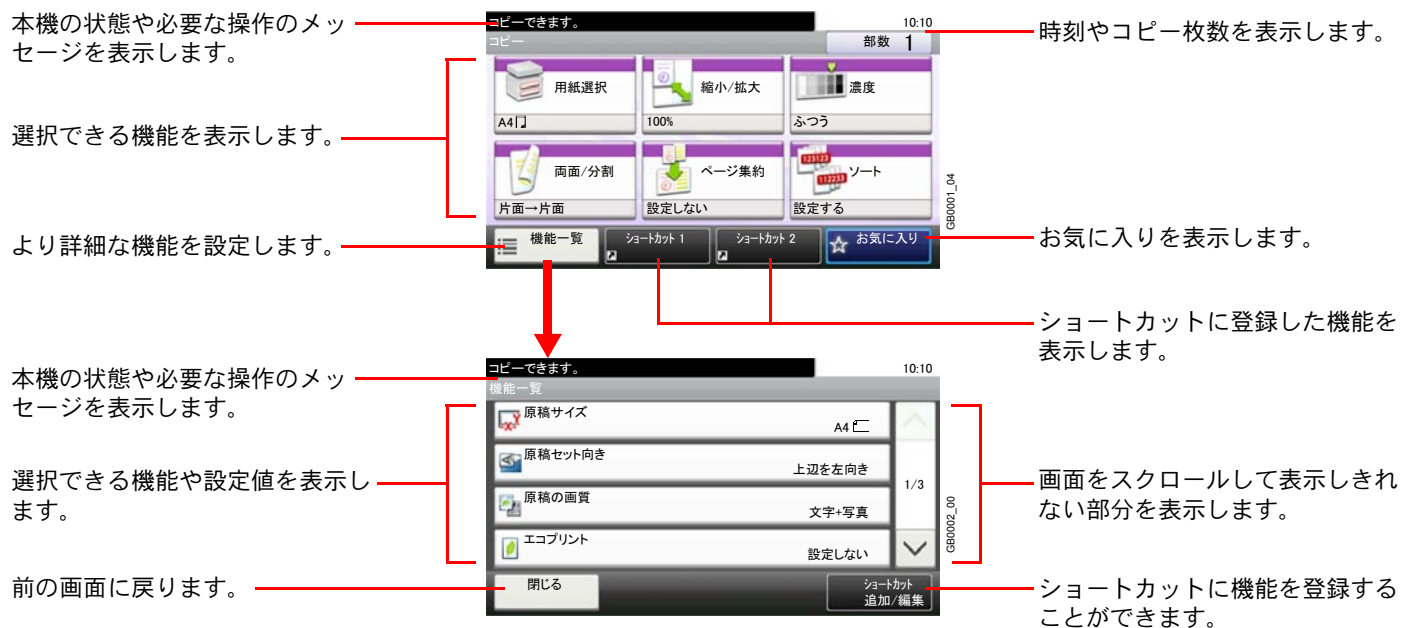 本機の状態や必要な操作のメッ
セージを表示します。
選択できる機能を表示します。
より詳細な機能を設定します。
コピーできます。
10:10
コピー
部数 1
用紙選択
縮小/拡大
濃度
A4
100%
ふつう
両面/分割
ページ集約
123123
112233
ソート
片面→片面
設定しない
設定する
機能一覧
ショートカット 1
ショートカット 2
お気に入り
GB0001_04
時刻やコピー枚数を表示します。
お気に入りを表示します。
ショートカットに登録した機能を
表示します。
本機の状態や必要な操作のメッ
セージを表示します。
選択できる機能や設定値を表示し
ます。
前の画面に戻ります。
コピーできます。
10:10
機能一覧
原稿サイズ
A4
原稿セット向き
上辺を左向き
原稿の画質
文字+写真
エコプリント
設定しない
1/3
閉じる
ショートカット
追加/編集
GB0002_00
画面をスクロールして表示しきれ
ない部分を表示します。
ショートカットに機能を登録する
ことができます。